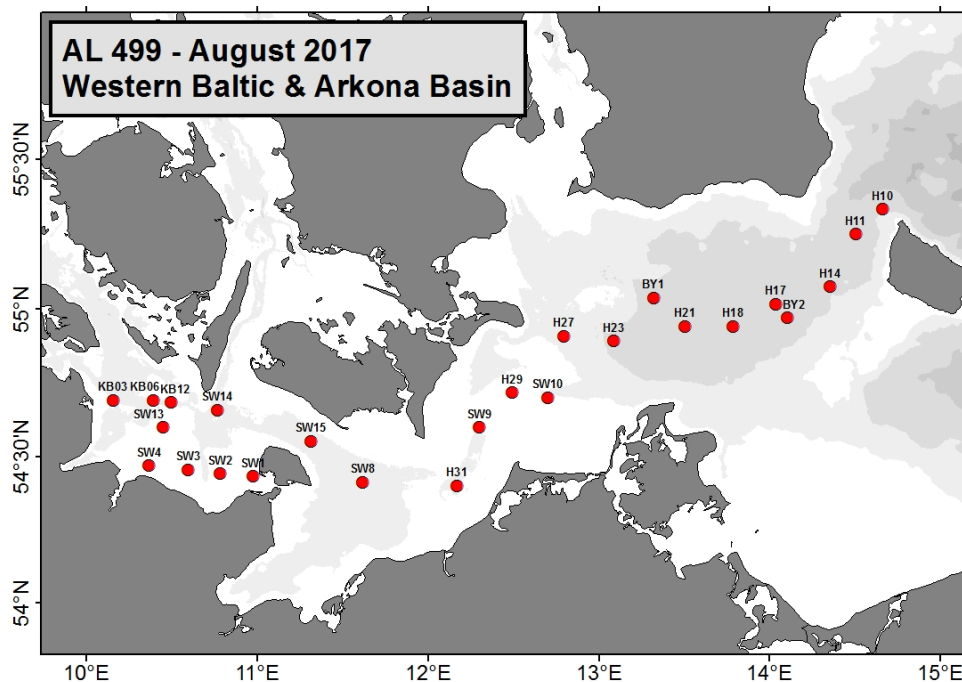 AL 499 - August 2017
Western Baltic & Arkona Basin
55°30'N
55°N
54°30'N
54°N
H10
H11
H14
BY1
H17
BY2
H21
H18
H27
H23
KB03
KB06
KB12
SW14
H29
SW10
SW13
SW15
SW9
SW4
SW3
SW2
SW1
SW8
H31
10°E
11°E
12°E
13°E
14°E
15°E